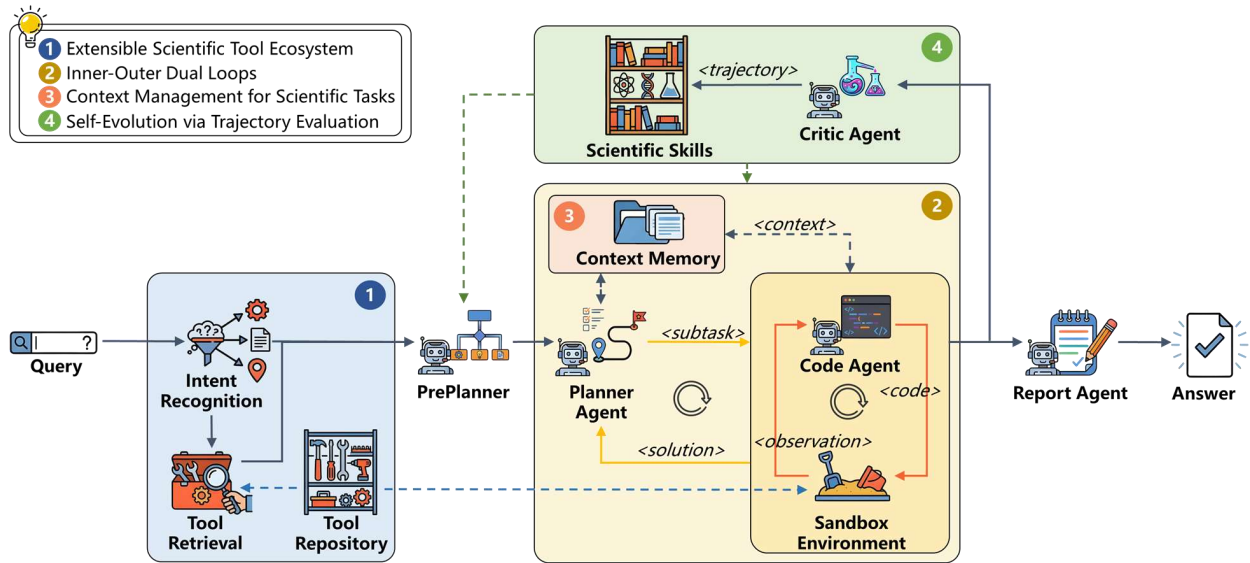 1 Extensible Scientific Tool Ecosystem
2 Inner-Outer Dual Loops
3 Context Management for Scientific Tasks
4 Self-Evolution via Trajectory Evaluation
4
<trajectory>
Critic Agent
Scientific Skills
3
2
<context>
Context Memory
1
? 
Query
Intent
Recognition
Tool
Retrieval
Tool
Repository
PrePlanner
Planner
Agent
<subtask>
<solution>
Code Agent
<code>
<observation>
Sandbox
Environment
Report Agent
Answer